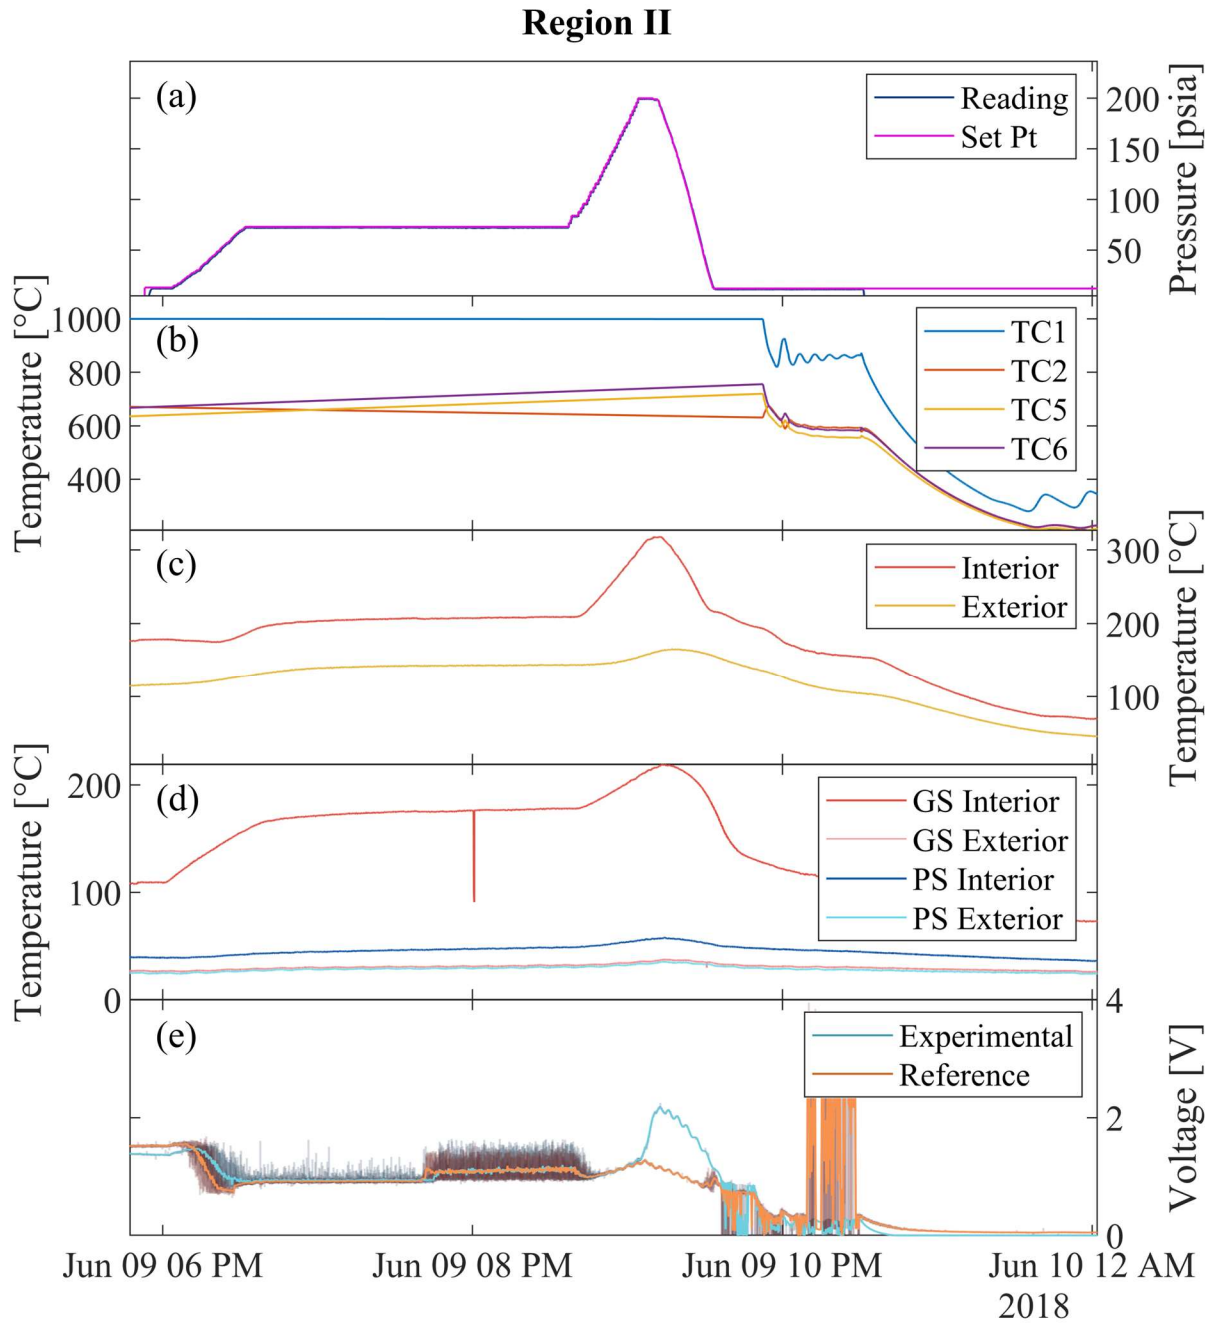 Region II
(a)
Reading
Set Pt
200
150
100
50
Pressure [psia]
(b)
TC1
TC2
TC5
TC6
1000
800
600
400
Temperature [°C]
(c)
Interior
Exterior
300
200
100
Temperature [°C]
(d)
GS Interior
GS Exterior
PS Interior
PS Exterior
200
100
0
Temperature [°C]
(e)
Experimental
Reference
4
2
0
Voltage [V]
Jun 09 06 PM
Jun 09 08 PM
Jun 09 10 PM
Jun 10 12 AM
2018